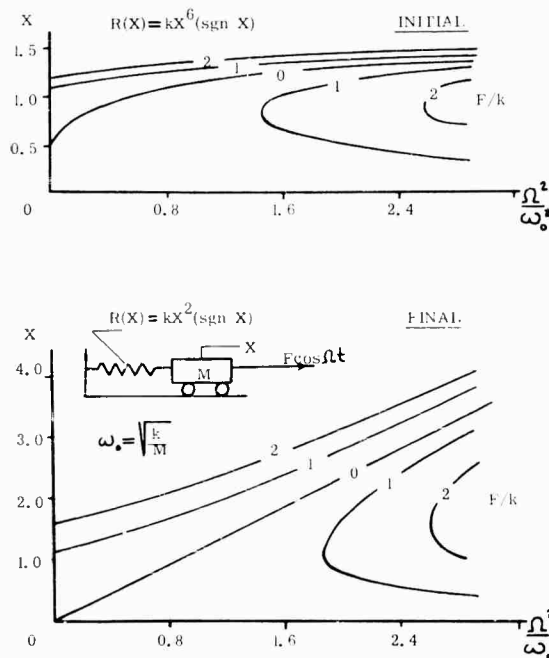 X R(X) = kX⁶(sgn X) INITIAL
1.5
2 1 0
1.0
1 2 F/k
0.5
0 0.8 1.6 2.4 Ω²/ω₀²
R(X) = kX²(sgn X) FINAL
X
X
4.0
M Fcos Ωt
ω₀ = √k/M
3.0
2 1 0
2.0
1 2 F/k
1.0
0 0.8 1.6 2.4